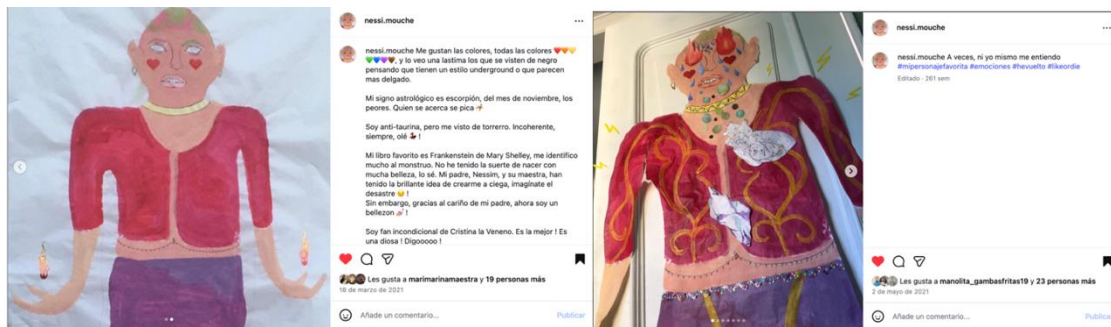 nessi.mouche
nessi.mouche Me gustan las colores, todas las colores ❤️🧡💛
💚💙💜🤎, y lo veo una lastima los que se visten de negro
pensando que tienen un estilo underground o que parecen
mas delgado.
Mi signo astrológico es escorpión, del mes de noviembre, los
peores. Quien se acerca se pica 🦂
Soy anti-taurina, pero me visto de torrerro. Incoherente,
siempre, olé 💃 !
Mi libro favorito es Frankenstein de Mary Shelley, me identifico
mucho al monstruo. No he tenido la suerte de nacer con
mucha belleza, lo sé. Mi padre, Nessim, y su maestra, han
tenido la brillante idea de crearme a ciega, imagínate el
desastre !
Sin embargo, gracias al cariño de mi padre, ahora soy un
bellezon 💅 !
Soy fan incondicional de Cristina la Veneno. Es la mejor ! Es
una diosa ! Digooooo !
Les gusta a marimarinamaestra y 19 personas más
18 de marzo de 2021
Añade un comentario...
Publicar
nessi.mouche
nessi.mouche A veces, ni yo mismo me entiendo
#mipersonajefavorita #emociones #hevuelto #likeordie
Editado · 261 sem
Les gusta a manolita_gambasfritas19 y 23 personas más
2 de mayo de 2021
Añade un comentario...
Publicar